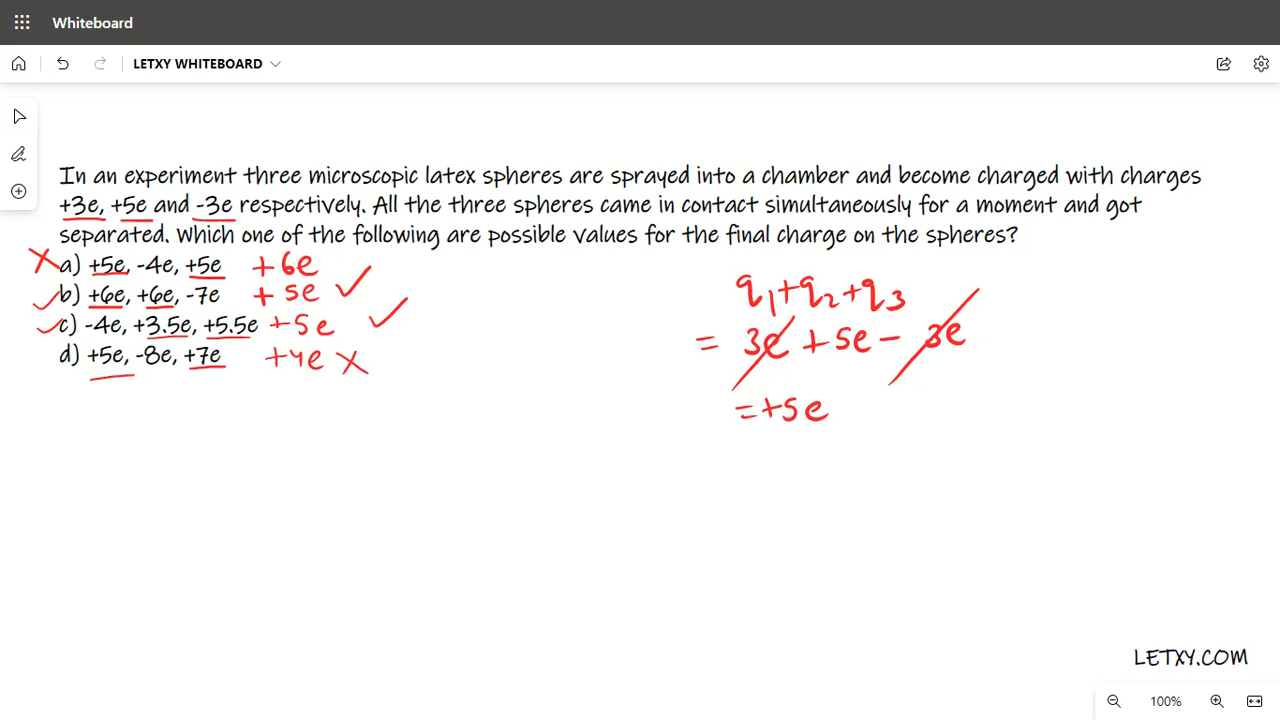 Whiteboard
LETXY WHITEBOARD
In an experiment three microscopic latex spheres are sprayed into a chamber and become charged with charges
+3e, +5e and -3e respectively. All the three spheres came in contact simultaneously for a moment and got
separated. Which one of the following are possible values for the final charge on the spheres?
a) +5e, -4e, +5e +6e
b) +6e, +6e, -7e + 5e
c) -4e, +3.5e, +5.5e +5e
d) +5e, -8e, +7e +4e
q₁+q₂+q₃
= 3e + 5e - 3e
= +5e
LETXY.COM
100%